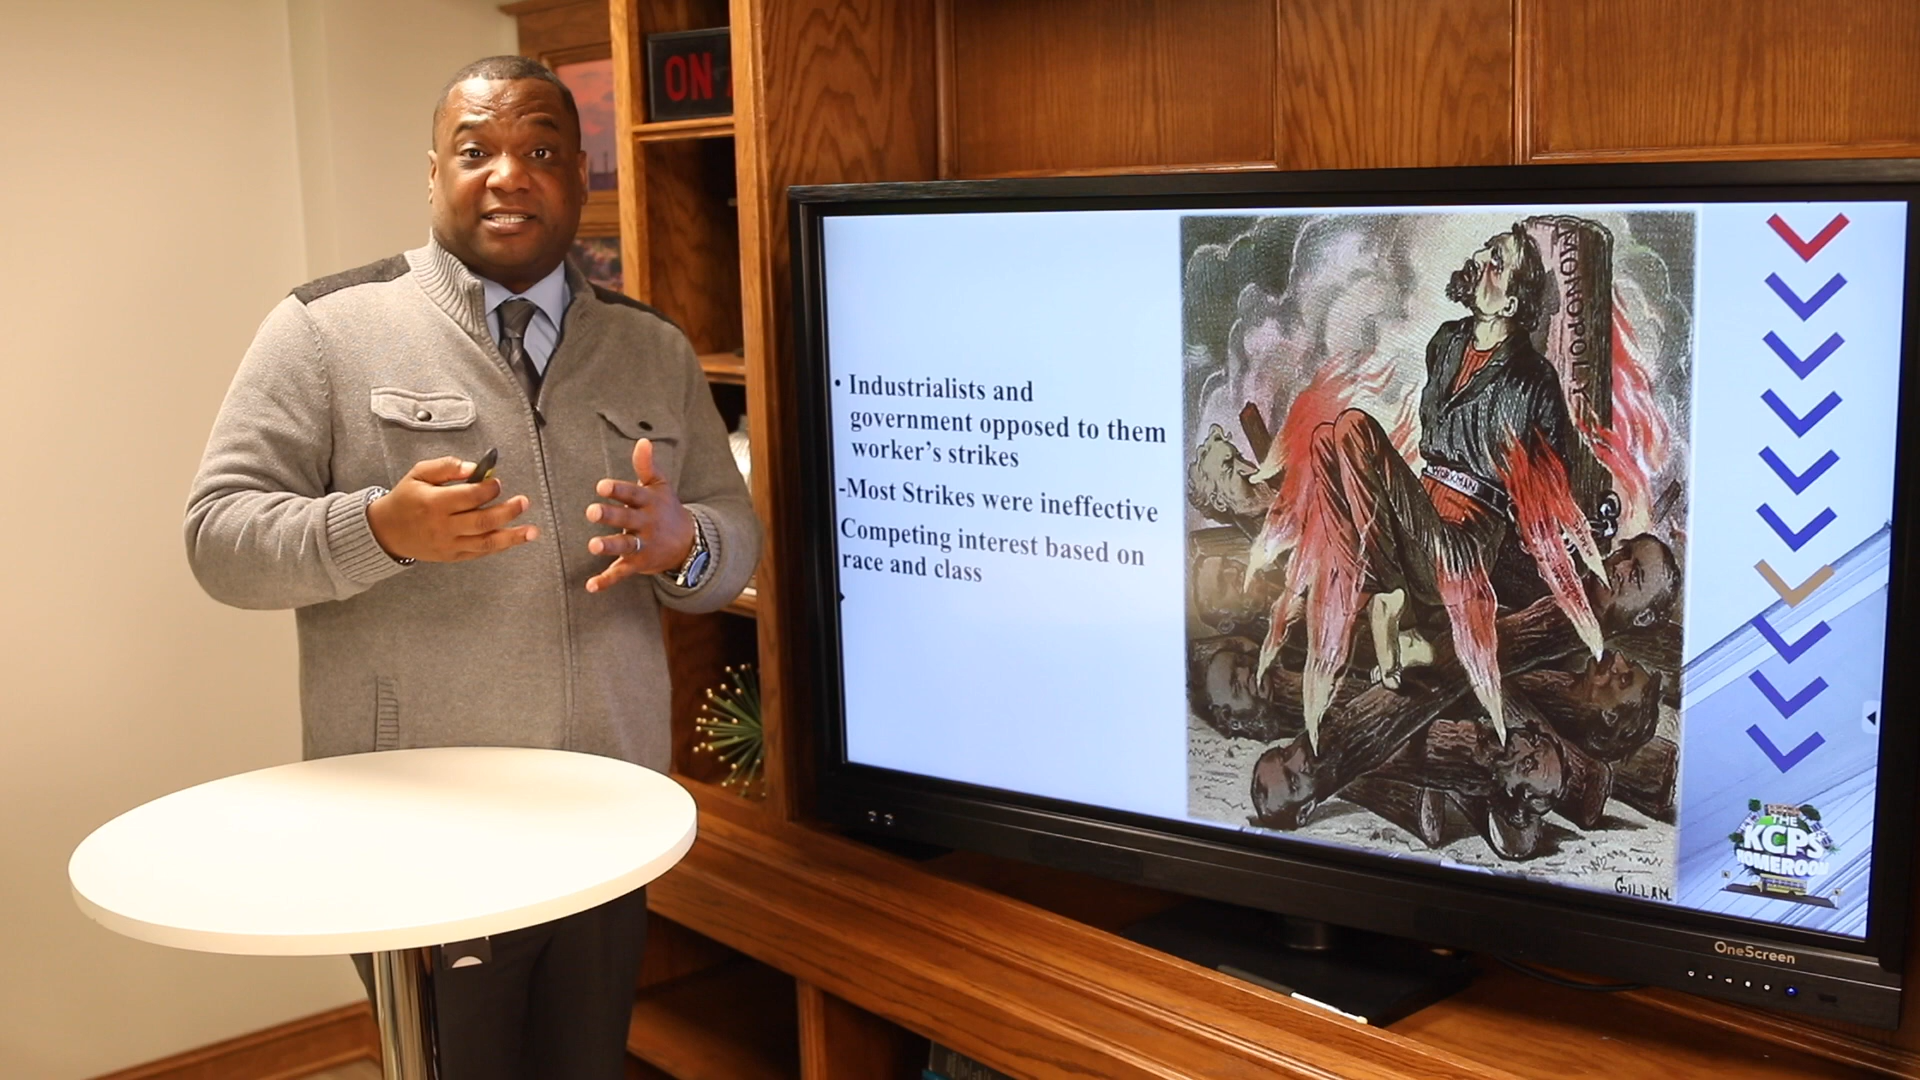 ON
MONOPOLY
• Industrialists and
government opposed to them
worker's strikes
-Most Strikes were ineffective
Competing interest based on
race and class
WORKMAN
GILLAM
THE
KCPS
HOMEROOM
OneScreen